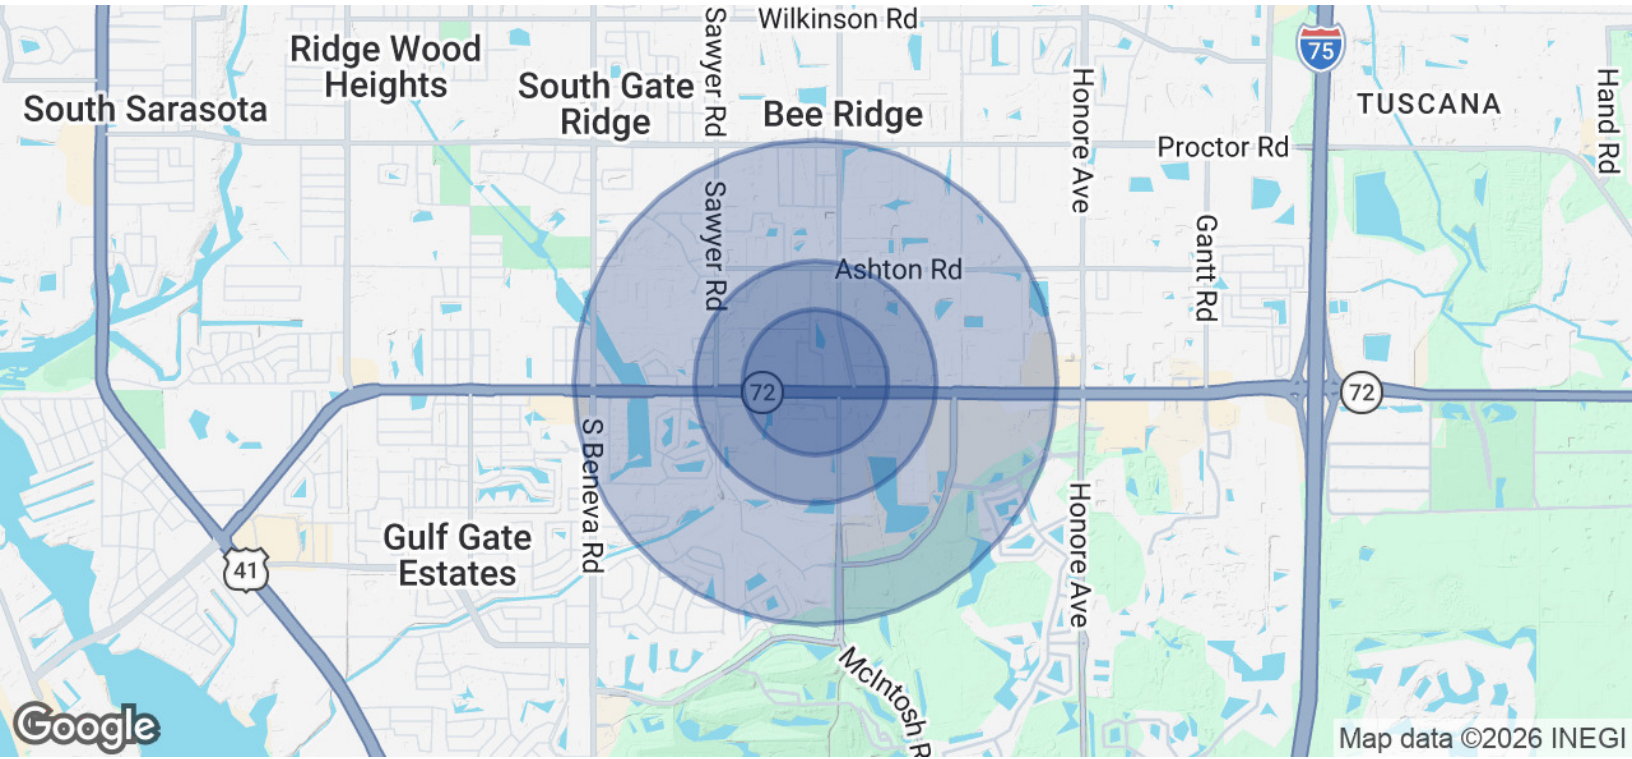 Wilkinson Rd
Sawyer Rd
75
Ridge Wood
Heights
South Gate
Ridge
Bee Ridge
Honore Ave
TUSCANA
Hand Rd
South Sarasota
Proctor Rd
Sawyer Rd
Gantt Rd
Ashton Rd
72
72
S Beneva Rd
Honore Ave
Gulf Gate
Estates
41
McIntosh R
Google
Map data ©2026 INEGI